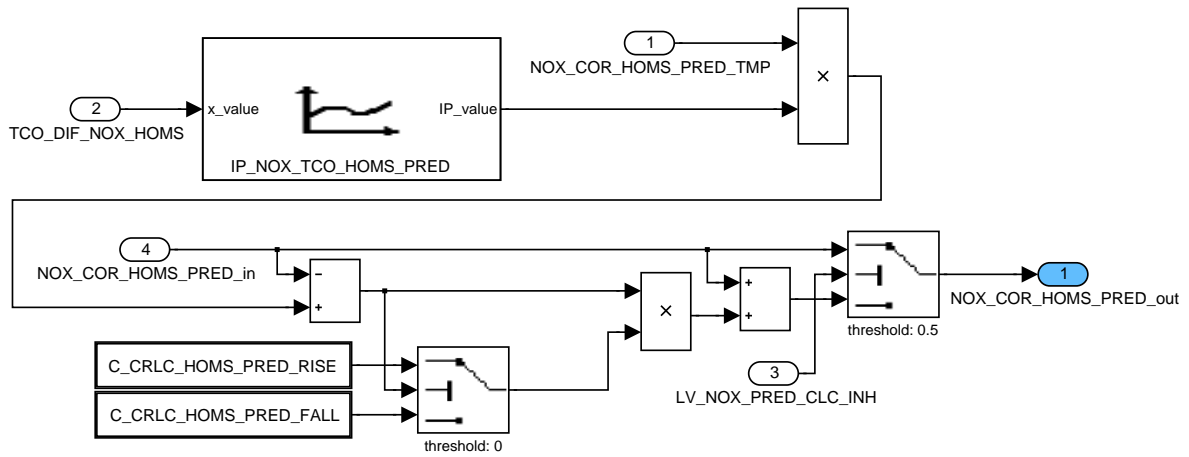 1
NOX_COR_HOMS_PRED_TMP
×
2
TCO_DIF_NOX_HOMS
x_value
IP_value
IP_NOX_TCO_HOMS_PRED
4
NOX_COR_HOMS_PRED_in
−
+
×
+
+
threshold: 0.5
1
NOX_COR_HOMS_PRED_out
C_CRLC_HOMS_PRED_RISE
C_CRLC_HOMS_PRED_FALL
threshold: 0
3
LV_NOX_PRED_CLC_INH